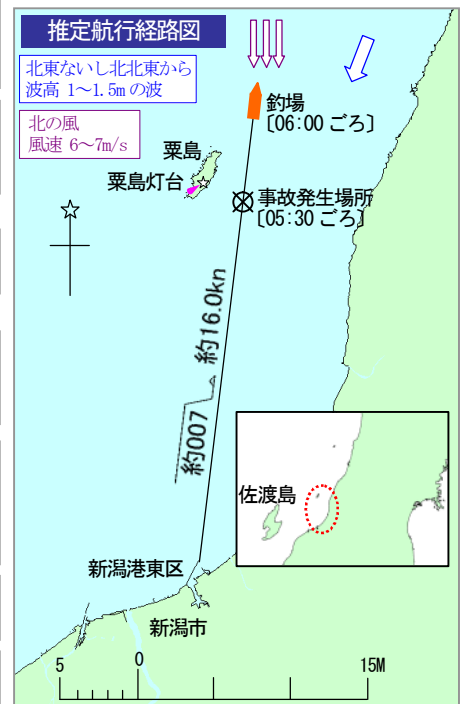 推定航行経路図
北東ないし北北東から
波高 1～1.5mの波
北の風
風速 6～7m/s
釣場
〔06:00 ごろ〕
粟島
粟島灯台
事故発生場所
〔05:30 ごろ〕
約007 約16.0kn
佐渡島
新潟港東区
新潟市
5 0 15M